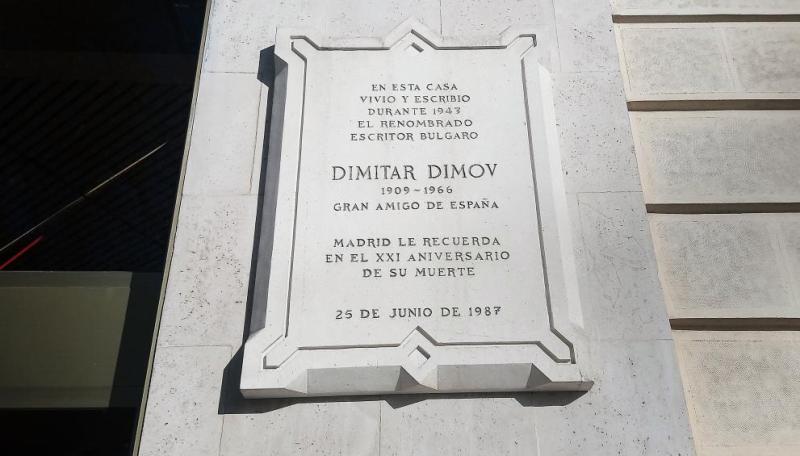 EN ESTA CASA
VIVIO Y ESCRIBIO
DURANTE 1943
EL RENOMBRADO
ESCRITOR BULGARO
DIMITAR DIMOV
1909-1966
GRAN AMIGO DE ESPAÑA
MADRID LE RECUERDA
EN EL XXI ANIVERSARIO
DE SU MUERTE
25 DE JUNIO DE 1987